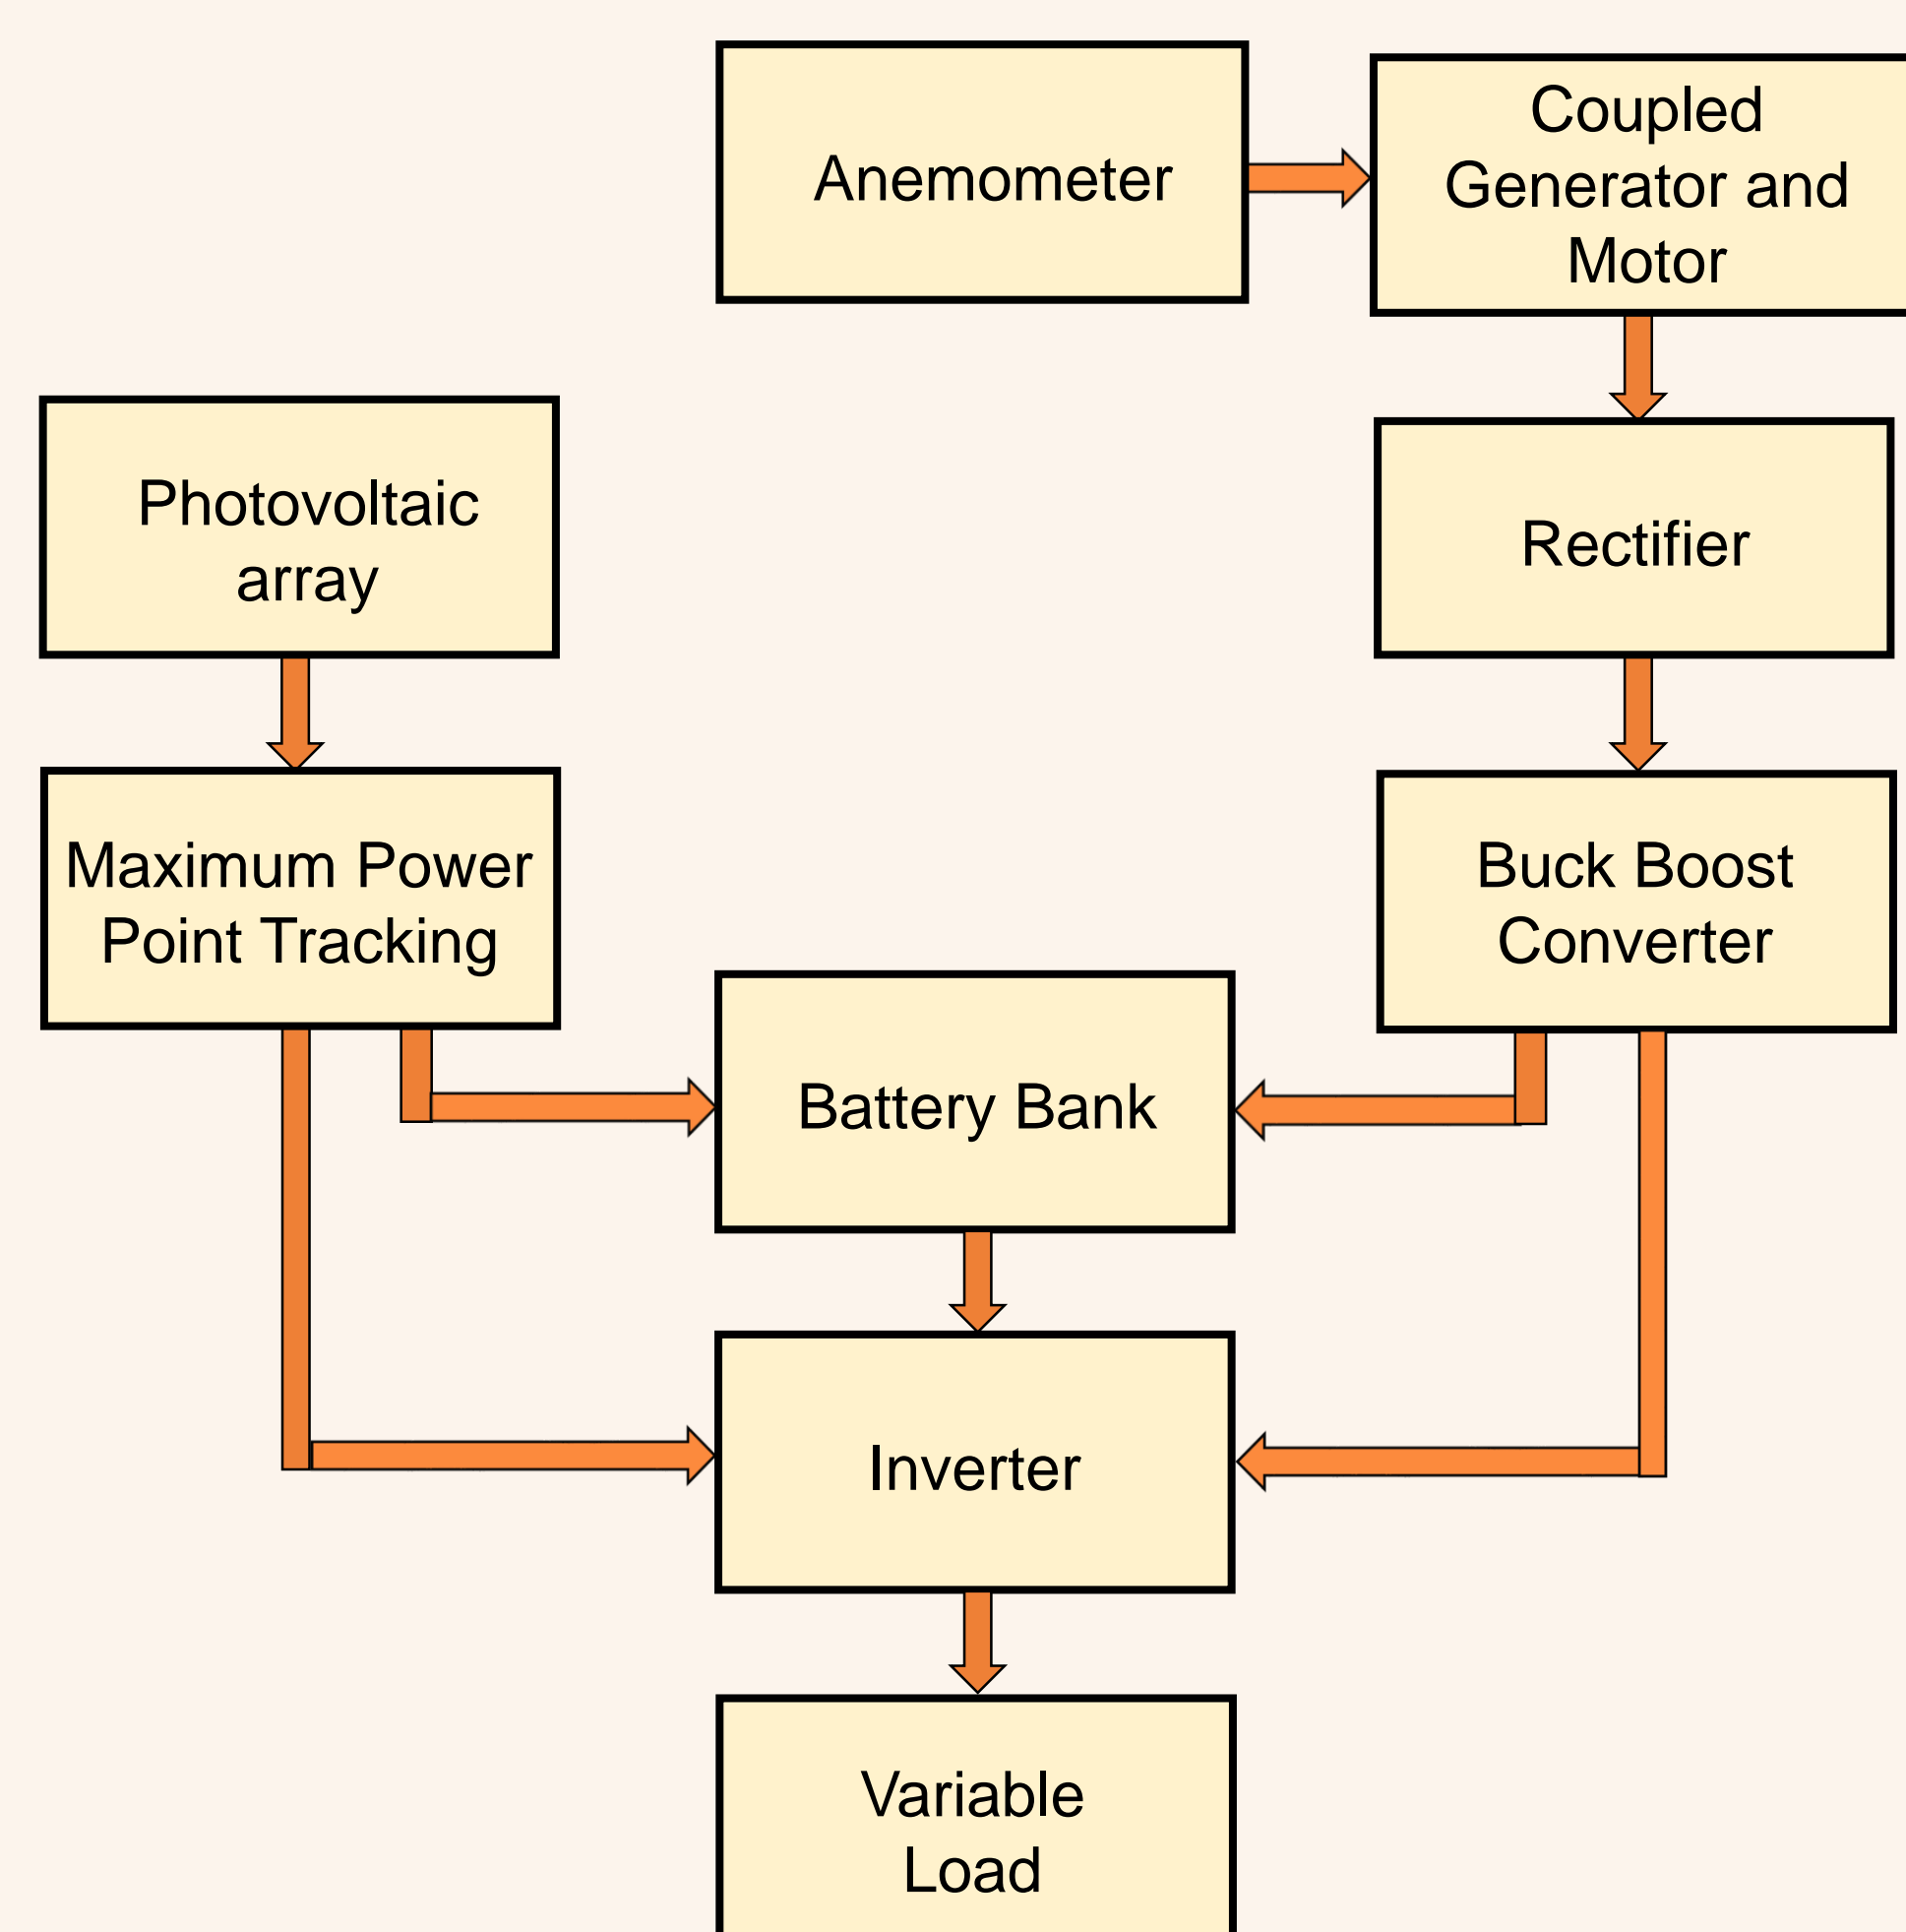 Anemometer
Coupled
Generator and
Motor
Photovoltaic
array
Rectifier
Maximum Power
Point Tracking
Buck Boost
Converter
Battery Bank
Inverter
Variable
Load